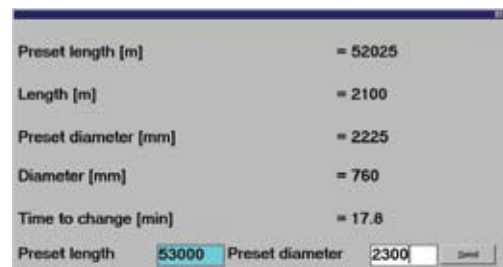 Preset length [m] = 52025
Length [m] = 2100
Preset diameter [mm] = 2225
Diameter [mm] = 760
Time to change [min] = 17.8
Preset length 53000 Preset diameter 2300 Send